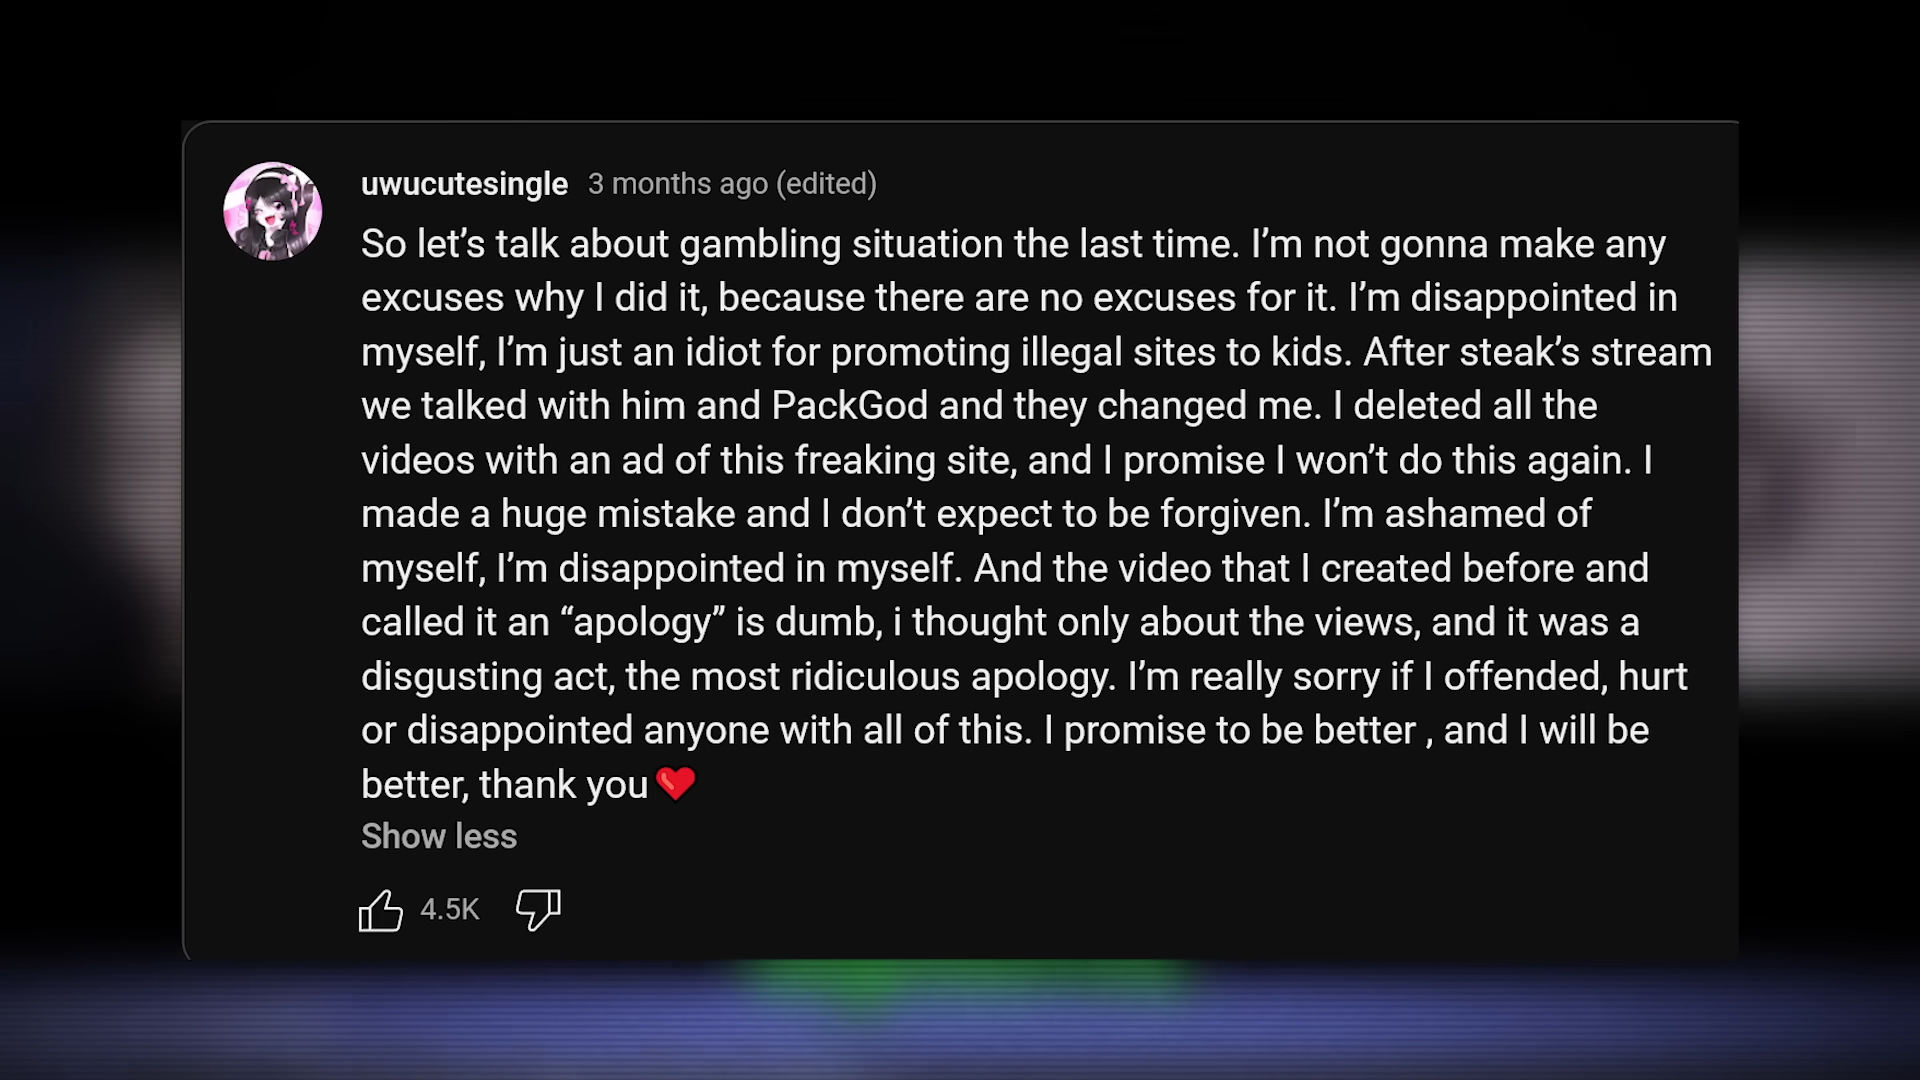 uwucutesingle 3 months ago (edited)
So let’s talk about gambling situation the last time. I’m not gonna make any
excuses why I did it, because there are no excuses for it. I’m disappointed in
myself, I’m just an idiot for promoting illegal sites to kids. After steak’s stream
we talked with him and PackGod and they changed me. I deleted all the
videos with an ad of this freaking site, and I promise I won’t do this again. I
made a huge mistake and I don’t expect to be forgiven. I’m ashamed of
myself, I’m disappointed in myself. And the video that I created before and
called it an “apology” is dumb, i thought only about the views, and it was a
disgusting act, the most ridiculous apology. I’m really sorry if I offended, hurt
or disappointed anyone with all of this. I promise to be better , and I will be
better, thank you❤️
Show less
4.5K